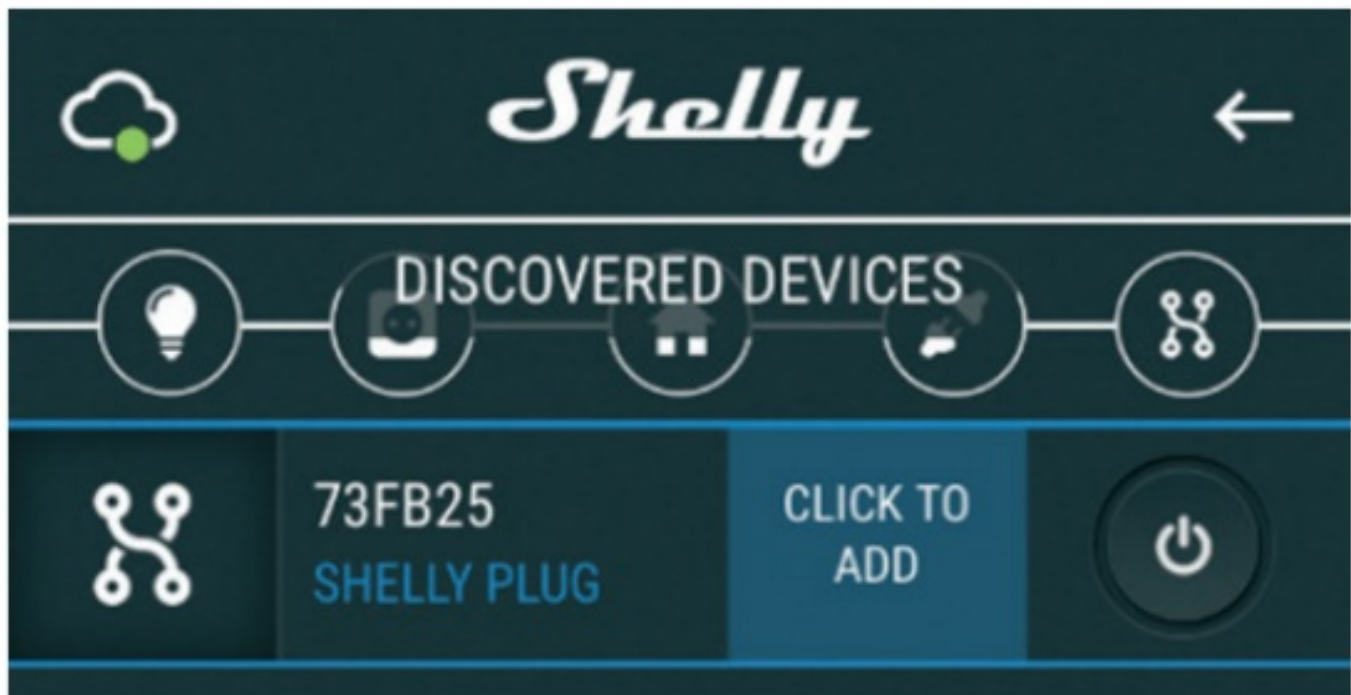 Shelly
DISCOVERED DEVICES
73FB25
SHELLY PLUG
CLICK TO
ADD